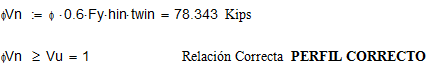 ϕVn := ϕ·0.6·Fy·hin·twin = 78.343 Kips
ϕVn ≥ Vu = 1 Relación Correcta PERFIL CORRECTO